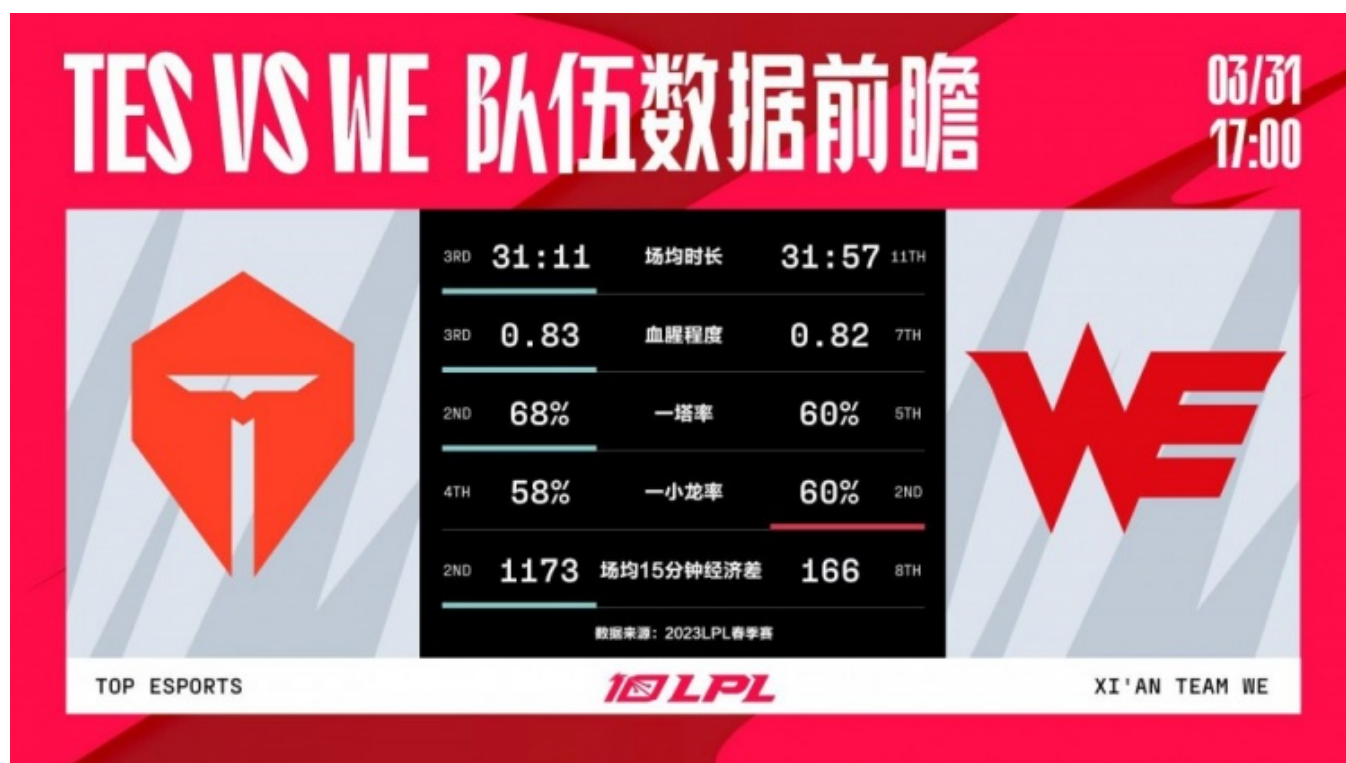 TES VS WE 队伍数据前瞻
03/31
17:00
3RD 31:11 场均时长 31:57 11TH
3RD 0.83 血腥程度 0.82 7TH
2ND 68% 一塔率 60% 5TH
4TH 58% 一小龙率 60% 2ND
2ND 1173 场均15分钟经济差 166 8TH
数据来源：2023LPL春季赛
WE
TOP ESPORTS
10 LPL
XI'AN TEAM WE